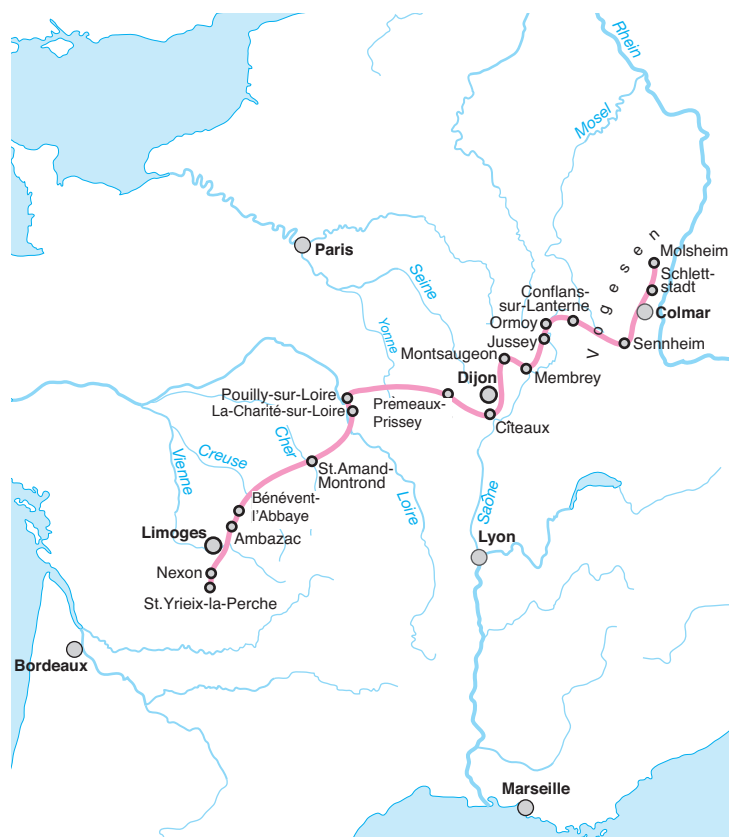 Rhein
Mosel
Paris
Vogesen
Molsheim
Schlett-
stadt
Seine
Conflans-
sur-Lanterne
Colmar
Ormoy
Yonne
Jussey
Sennheim
Montsaugeon
Membrey
Dijon
Pouilly-sur-Loire
La-Charité-sur-Loire
Prémeaux-
Prissey
Cîteaux
Cher
Creuse
Vienne
St.Amand-
Montrond
Saône
Loire
Bénévent-
l'Abbaye
Limoges
Ambazac
Lyon
Nexon
St.Yrieix-la-Perche
Bordeaux
Marseille